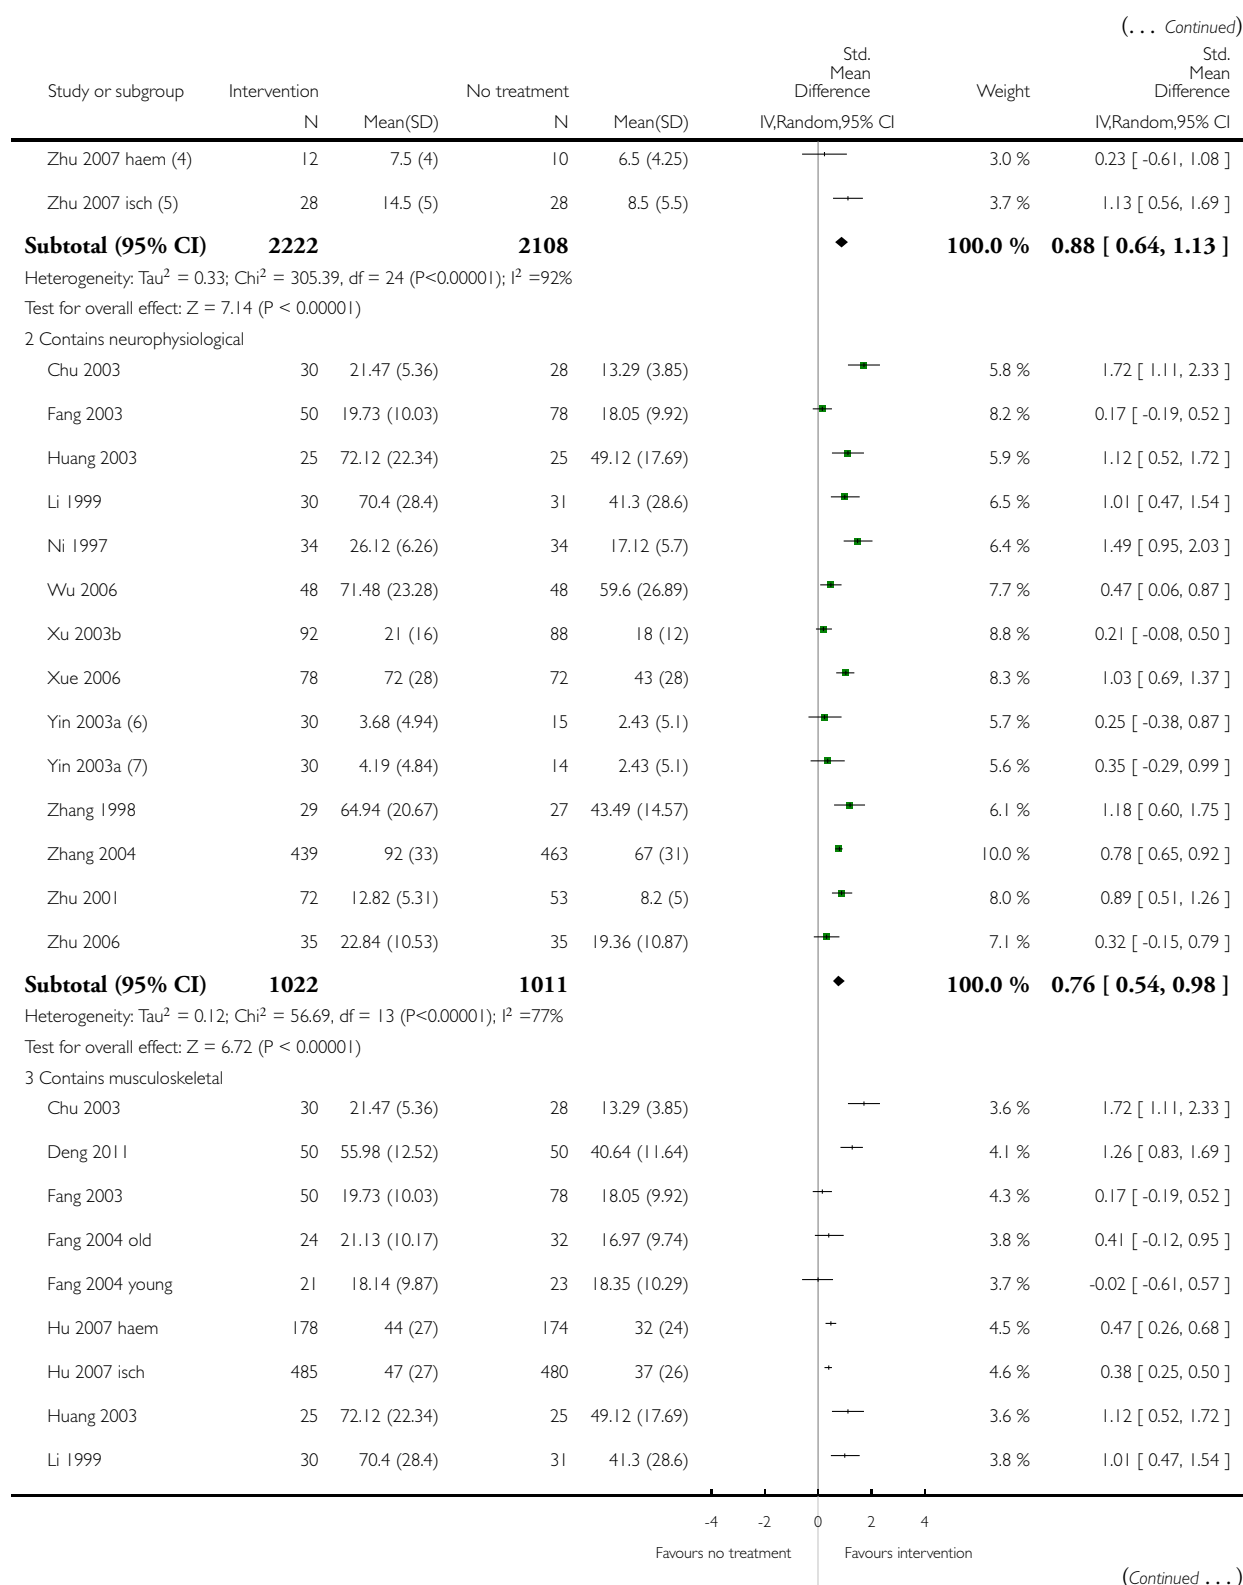 (. . . Continued)
Study or subgroup Intervention No treatment Std. Mean Difference Weight Std. Mean Difference
N Mean(SD) N Mean(SD) IV,Random,95% CI IV,Random,95% CI
Zhu 2007 haem (4) 12 7.5 (4) 10 6.5 (4.25) 3.0 % 0.23 [ -0.61, 1.08 ]
Zhu 2007 isch (5) 28 14.5 (5) 28 8.5 (5.5) 3.7 % 1.13 [ 0.56, 1.69 ]
Subtotal (95% CI) 2222 2108 100.0 % 0.88 [ 0.64, 1.13 ]
Heterogeneity: Tau² = 0.33; Chi² = 305.39, df = 24 (P<0.00001); I² =92%
Test for overall effect: Z = 7.14 (P < 0.00001)
2 Contains neurophysiological
Chu 2003 30 21.47 (5.36) 28 13.29 (3.85) 5.8 % 1.72 [ 1.11, 2.33 ]
Fang 2003 50 19.73 (10.03) 78 18.05 (9.92) 8.2 % 0.17 [ -0.19, 0.52 ]
Huang 2003 25 72.12 (22.34) 25 49.12 (17.69) 5.9 % 1.12 [ 0.52, 1.72 ]
Li 1999 30 70.4 (28.4) 31 41.3 (28.6) 6.5 % 1.01 [ 0.47, 1.54 ]
Ni 1997 34 26.12 (6.26) 34 17.12 (5.7) 6.4 % 1.49 [ 0.95, 2.03 ]
Wu 2006 48 71.48 (23.28) 48 59.6 (26.89) 7.7 % 0.47 [ 0.06, 0.87 ]
Xu 2003b 92 21 (16) 88 18 (12) 8.8 % 0.21 [ -0.08, 0.50 ]
Xue 2006 78 72 (28) 72 43 (28) 8.3 % 1.03 [ 0.69, 1.37 ]
Yin 2003a (6) 30 3.68 (4.94) 15 2.43 (5.1) 5.7 % 0.25 [ -0.38, 0.87 ]
Yin 2003a (7) 30 4.19 (4.84) 14 2.43 (5.1) 5.6 % 0.35 [ -0.29, 0.99 ]
Zhang 1998 29 64.94 (20.67) 27 43.49 (14.57) 6.1 % 1.18 [ 0.60, 1.75 ]
Zhang 2004 439 92 (33) 463 67 (31) 10.0 % 0.78 [ 0.65, 0.92 ]
Zhu 2001 72 12.82 (5.31) 53 8.2 (5) 8.0 % 0.89 [ 0.51, 1.26 ]
Zhu 2006 35 22.84 (10.53) 35 19.36 (10.87) 7.1 % 0.32 [ -0.15, 0.79 ]
Subtotal (95% CI) 1022 1011 100.0 % 0.76 [ 0.54, 0.98 ]
Heterogeneity: Tau² = 0.12; Chi² = 56.69, df = 13 (P<0.00001); I² =77%
Test for overall effect: Z = 6.72 (P < 0.00001)
3 Contains musculoskeletal
Chu 2003 30 21.47 (5.36) 28 13.29 (3.85) 3.6 % 1.72 [ 1.11, 2.33 ]
Deng 2011 50 55.98 (12.52) 50 40.64 (11.64) 4.1 % 1.26 [ 0.83, 1.69 ]
Fang 2003 50 19.73 (10.03) 78 18.05 (9.92) 4.3 % 0.17 [ -0.19, 0.52 ]
Fang 2004 old 24 21.13 (10.17) 32 16.97 (9.74) 3.8 % 0.41 [ -0.12, 0.95 ]
Fang 2004 young 21 18.14 (9.87) 23 18.35 (10.29) 3.7 % -0.02 [ -0.61, 0.57 ]
Hu 2007 haem 178 44 (27) 174 32 (24) 4.5 % 0.47 [ 0.26, 0.68 ]
Hu 2007 isch 485 47 (27) 480 37 (26) 4.6 % 0.38 [ 0.25, 0.50 ]
Huang 2003 25 72.12 (22.34) 25 49.12 (17.69) 3.6 % 1.12 [ 0.52, 1.72 ]
Li 1999 30 70.4 (28.4) 31 41.3 (28.6) 3.8 % 1.01 [ 0.47, 1.54 ]
-4 -2 0 2 4
Favours no treatment Favours intervention
(Continued . . . )